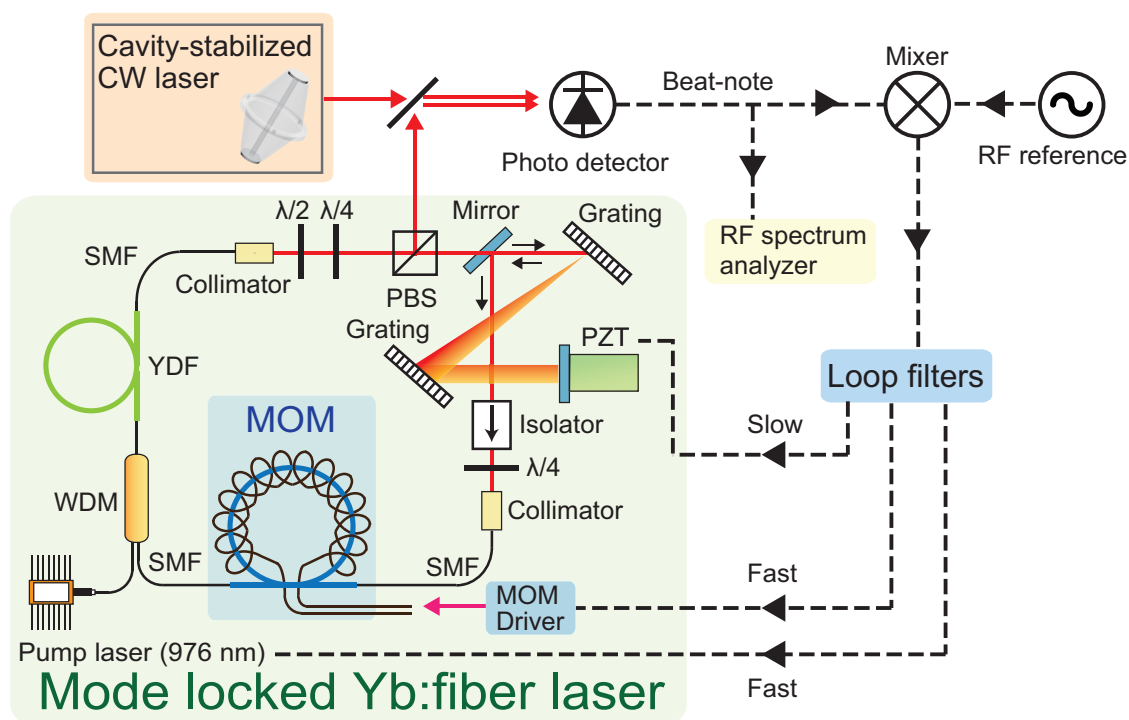 Cavity-stabilized
CW laser
Beat-note
Mixer
Photo detector
RF reference
RF spectrum
analyzer
λ/2
λ/4
Mirror
Grating
SMF
Collimator
PBS
Grating
PZT
YDF
Loop filters
MOM
Isolator
Slow
λ/4
WDM
Collimator
SMF
SMF
MOM
Driver
Fast
Pump laser (976 nm)
Fast
Mode locked Yb:fiber laser